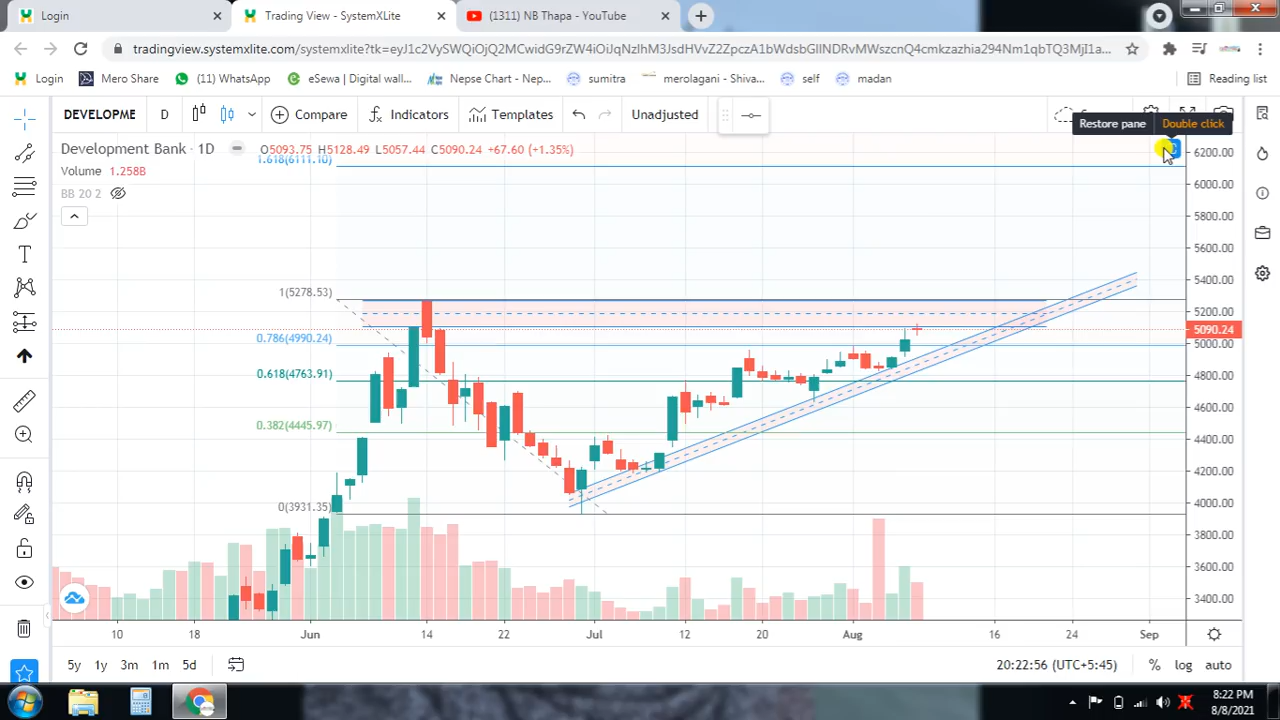 Login
Trading View - SystemXLite
(1311) NB Thapa - YouTube
tradingview.systemxlite.com/systemxlite?tk=eyJ1c2VySWQiOjQ2MCwidG9rZW4iOiJqNzlhM3JsdHVvZ2ZpczA1bWdsbGllNDRvMWszcnQ4cmkzazhia294Nm1qbTQ3MjI1a...
Login
Mero Share
(11) WhatsApp
eSewa | Digital wall...
Nepse Chart - Nep...
sumitra
merolagani - Shiva...
self
madan
Reading list
DEVELOPME
D
Compare
Indicators
Templates
Unadjusted
Restore pane
Double click
Development Bank · 1D
O5093.75 H5128.49 L5057.44 C5090.24 +67.60 (+1.35%)
Volume 1.258B
BB 20 2
1.618(6111.10)
1(5278.53)
0.786(4990.24)
0.618(4763.91)
0.382(4445.97)
0(3931.35)
6200.00
6000.00
5800.00
5600.00
5400.00
5200.00
5090.24
5000.00
4800.00
4600.00
4400.00
4200.00
4000.00
3800.00
3600.00
3400.00
10
18
Jun
14
22
Jul
12
20
Aug
16
24
Sep
5y
1y
3m
1m
5d
20:22:56 (UTC+5:45)
%
log
auto
8:22 PM
8/8/2021